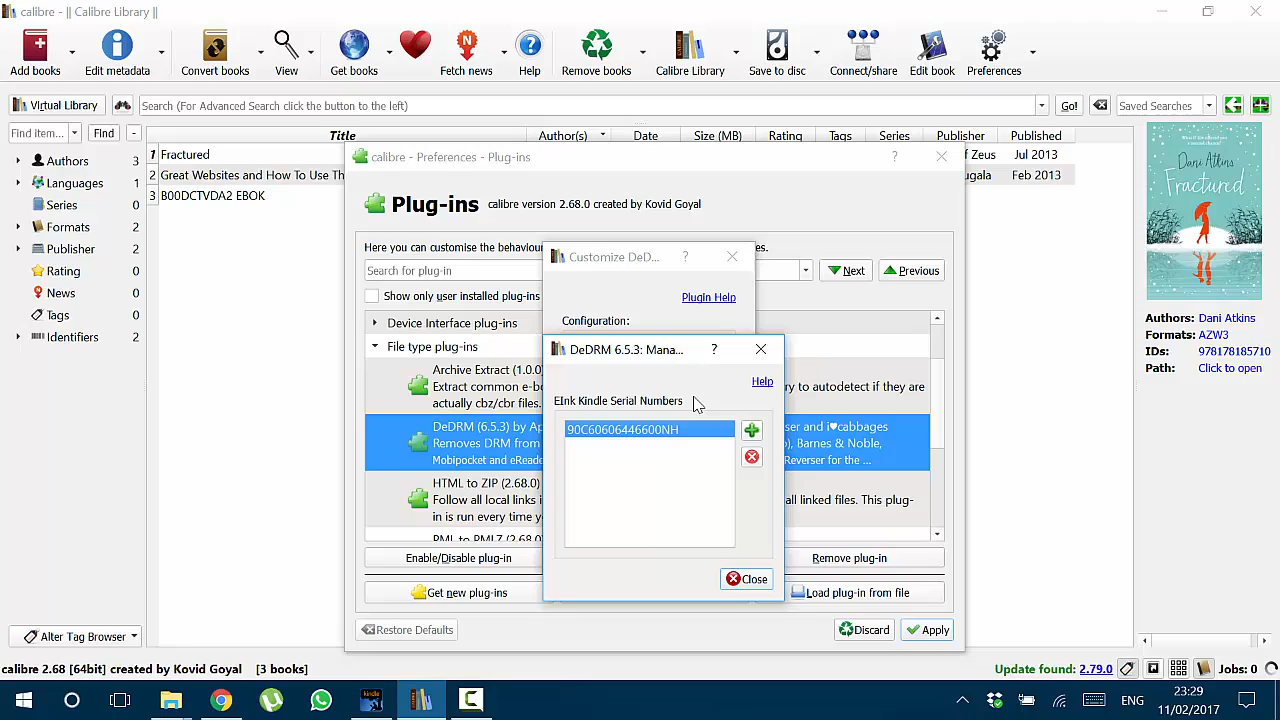 calibre - || Calibre Library ||
Add books
Edit metadata
Convert books
View
Get books
Fetch news
Help
Remove books
Calibre Library
Save to disc
Connect/share
Edit book
Preferences
Virtual Library
Search (For Advanced Search click the button to the left)
Go!
Saved Searches
Find item...
Find
-
Title
Author(s)
Date
Size (MB)
Rating
Tags
Series
Publisher
Published
Authors 3
Languages 1
Series 0
Formats 2
Publisher 2
Rating 0
News 0
Tags 0
Identifiers 2
1 Fractured
f Zeus Jul 2013
2 Great Websites and How To Use Th
ugala Feb 2013
3 B00DCTVDA2 EBOK
calibre - Preferences - Plug-ins
?
Plug-ins
calibre version 2.68.0 created by Kovid Goyal
Here you can customise the behaviou
es.
Search for plug-in
Next
Previous
Show only user installed plug-ins
Device Interface plug-ins
File type plug-ins
Archive Extract (1.0.0
Extract common e-b
ry to autodetect if they are
actually cbz/cbr files.
DeDRM (6.5.3) by Ap
ser and i♥cabbages
Removes DRM from
), Barnes & Noble,
Mobipocket and eReade
Reverser for the ...
HTML to ZIP (2.68.0)
Follow all local links i
all linked files. This plug-
in is run every time y
PML to PMLZ (2.68.0
Enable/Disable plug-in
Remove plug-in
Get new plug-ins
Load plug-in from file
Restore Defaults
Discard
Apply
Customize DeD...
?
Plugin Help
Configuration:
DeDRM 6.5.3: Mana...
?
Help
EInk Kindle Serial Numbers
90C60606446600NH
Close
Dani
Atkins
Fractured
Authors: Dani Atkins
Formats: AZW3
IDs: 978178185710
Path: Click to open
Alter Tag Browser
calibre 2.68 [64bit] created by Kovid Goyal [3 books]
Update found: 2.79.0
Jobs: 0
kindle
ENG
23:29
11/02/2017